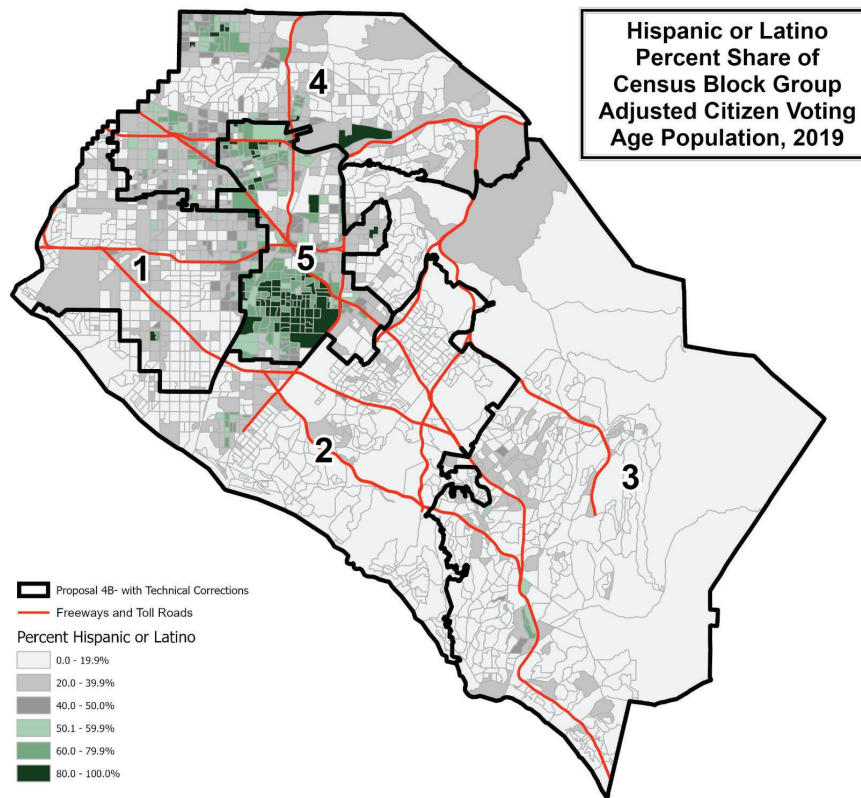 Hispanic or Latino
Percent Share of
Census Block Group
Adjusted Citizen Voting
Age Population, 2019
4
5
1
2
3
Proposal 4B- with Technical Corrections
Freeways and Toll Roads
Percent Hispanic or Latino
0.0 - 19.9%
20.0 - 39.9%
40.0 - 50.0%
50.1 - 59.9%
60.0 - 79.9%
80.0 - 100.0%